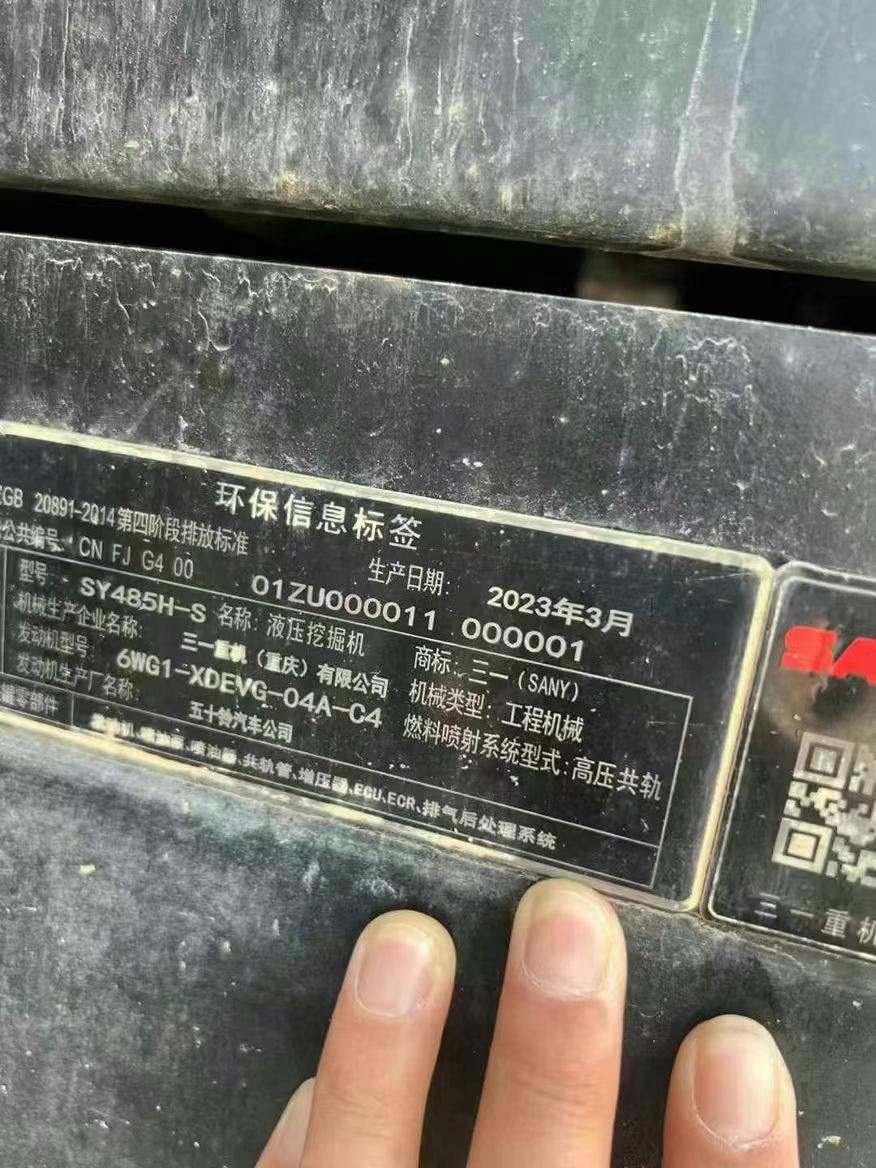 环保信息标签
GB 20891-2014第四阶段排放标准 生产日期: 2023年3月
公共编号: CN FJ G4 00 01ZU000011 000001
型号: SY485H-S 名称: 液压挖掘机 商标: 三一(SANY)
机械生产企业名称: 三一重机(重庆)有限公司 机械类型: 工程机械
发动机型号: 6WG1-XDEVG-04A-C4 燃料喷射系统型式: 高压共轨
发动机生产厂名称: 五十铃汽车公司
零部件 喷油泵、喷油器、共轨管、增压器、ECU、ECR、排气后处理系统
三一重机